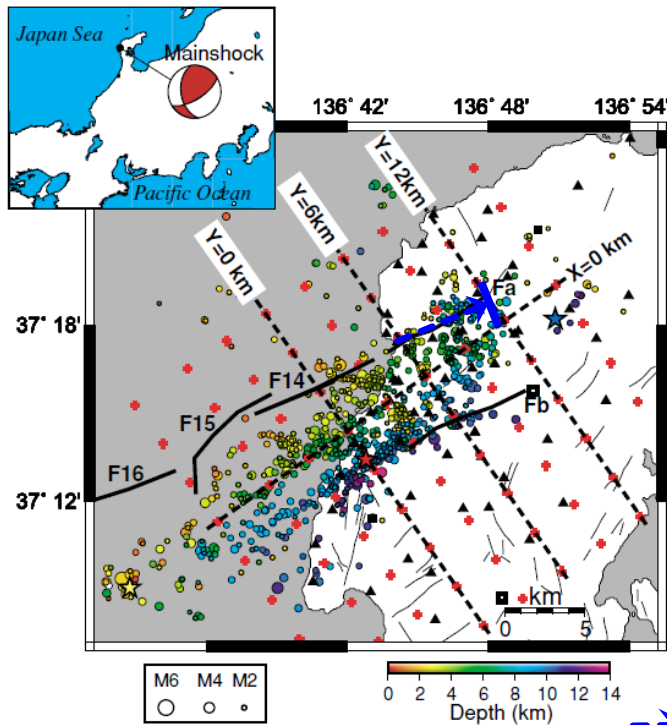 Japan Sea
Mainshock
Pacific Ocean
136˚ 42'
136˚ 48'
136˚ 54'
Y=0 km
Y=6km
Y=12km
X=0 km
Fa
37˚ 18'
F14
F15
Fb
F16
37˚ 12'
km
0
5
M6 M4 M2
0 2 4 6 8 10 12 14
Depth (km)